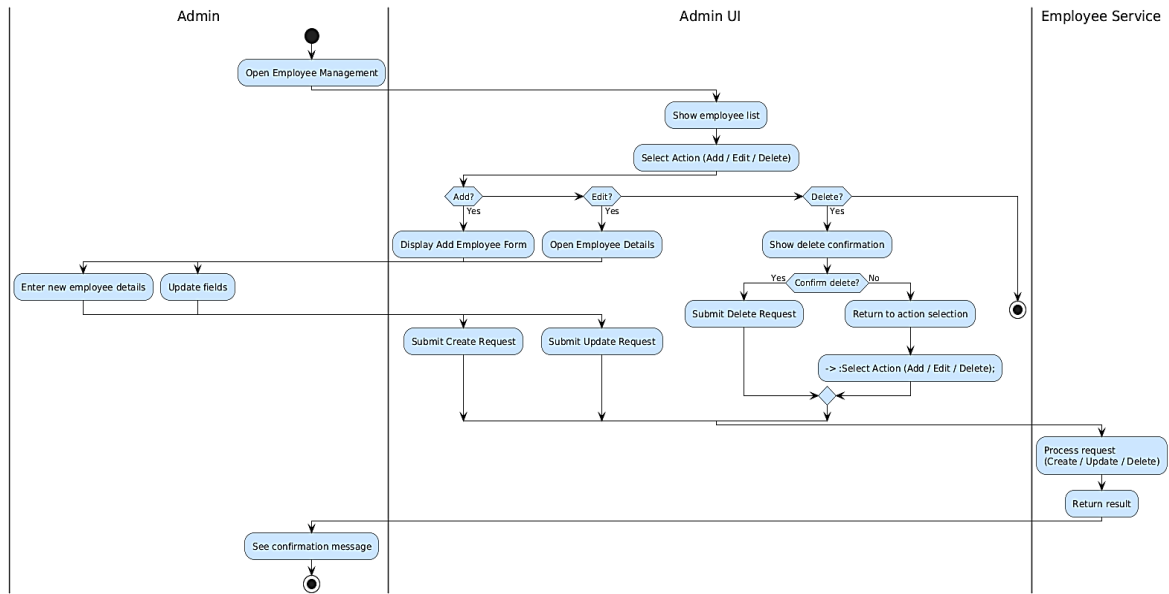 Admin
Admin UI
Employee Service
Open Employee Management
Show employee list
Select Action (Add / Edit / Delete)
Add?
Edit?
Delete?
Yes
Yes
Yes
Display Add Employee Form
Open Employee Details
Show delete confirmation
Enter new employee details
Update fields
Yes
Confirm delete?
No
Submit Delete Request
Return to action selection
Submit Create Request
Submit Update Request
-> :Select Action (Add / Edit / Delete);
Process request
(Create / Update / Delete)
Return result
See confirmation message